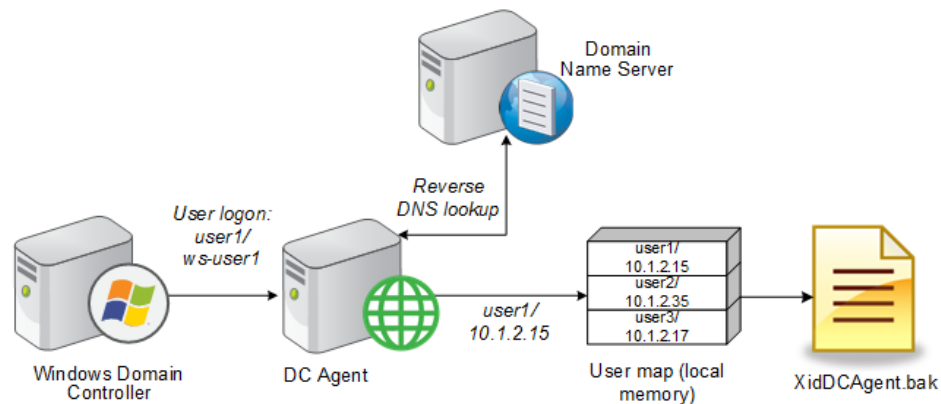 Domain
Name Server
Reverse
DNS lookup
User logon:
user1/
ws-user1
user1/
10.1.2.15
user2/
10.1.2.35
user3/
10.1.2.17
user1/
10.1.2.15
Windows Domain
Controller
DC Agent
User map (local
memory)
XidDCAgent.bak